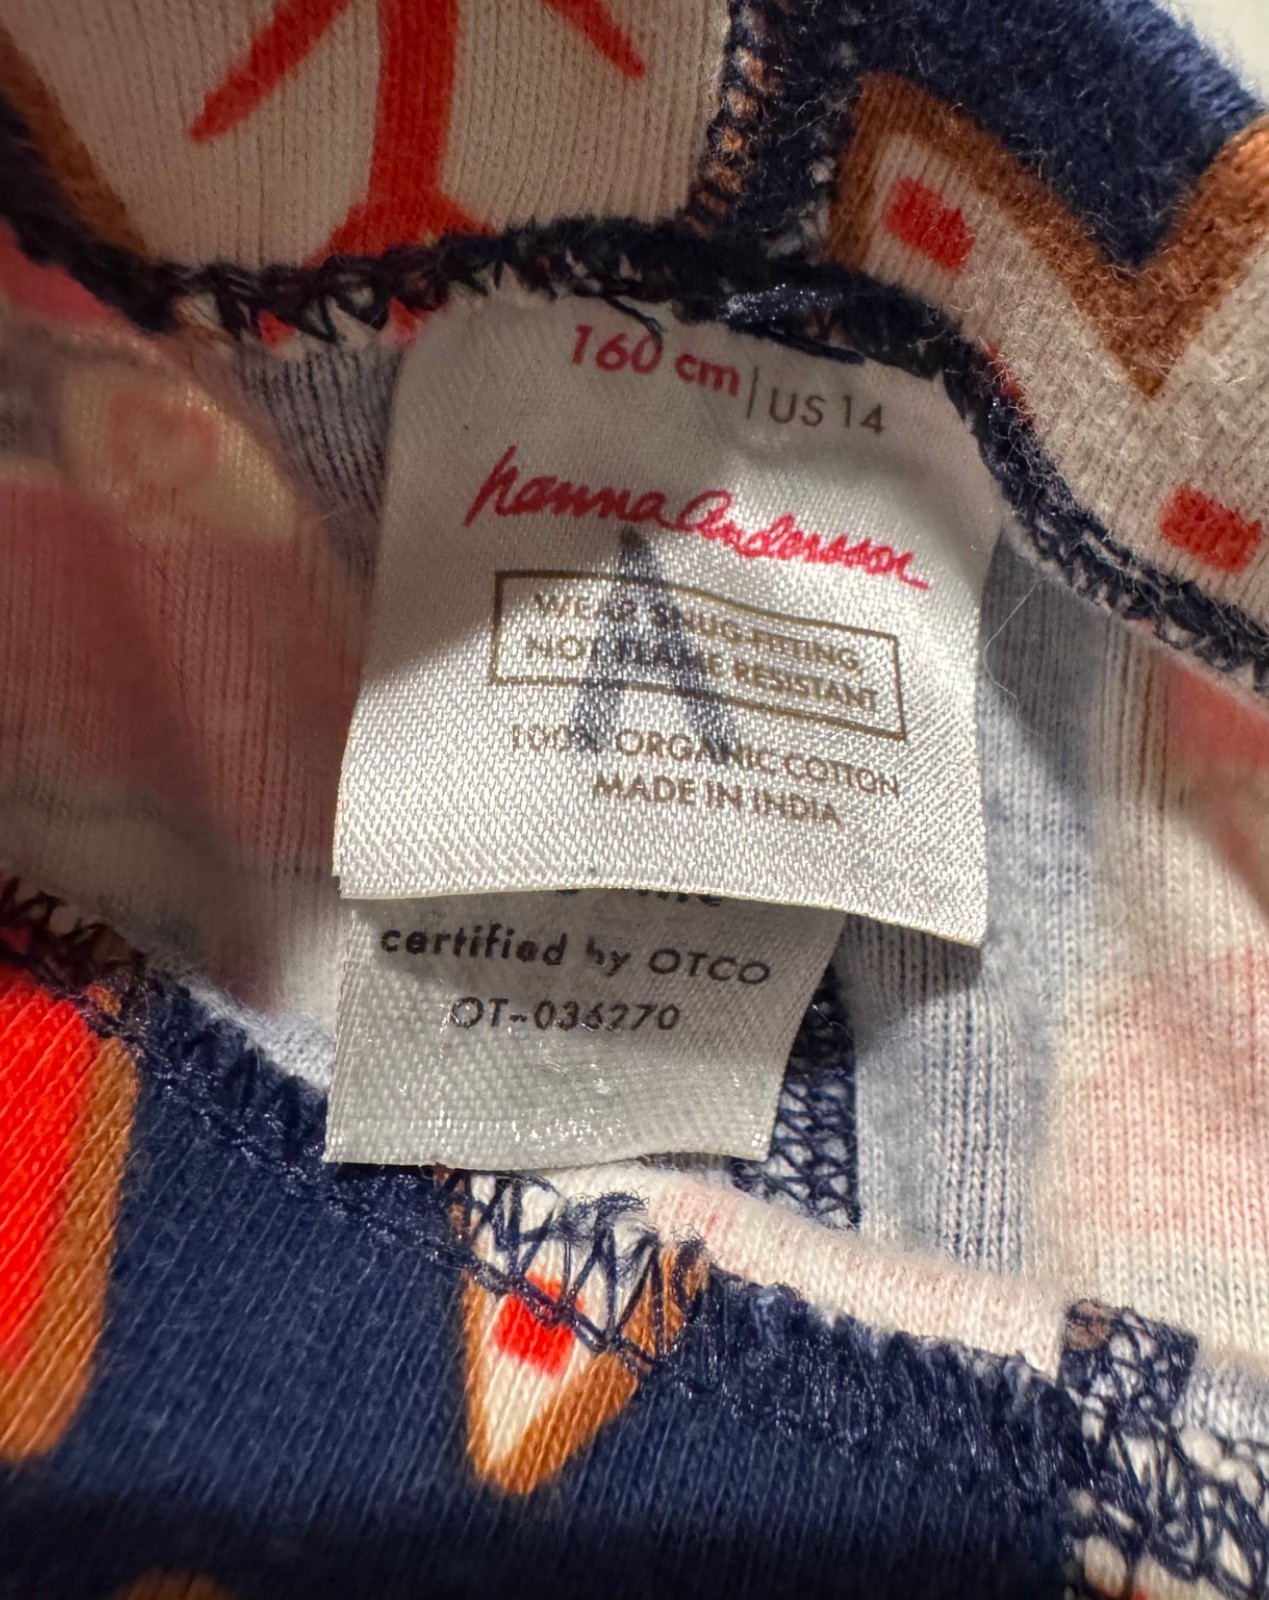 160 cm | US 14
hanna Andersson
A
WEAR SNUG-FITTING,
NOT FLAME RESISTANT
100% ORGANIC COTTON
MADE IN INDIA
certified by OTCO
OT-036270